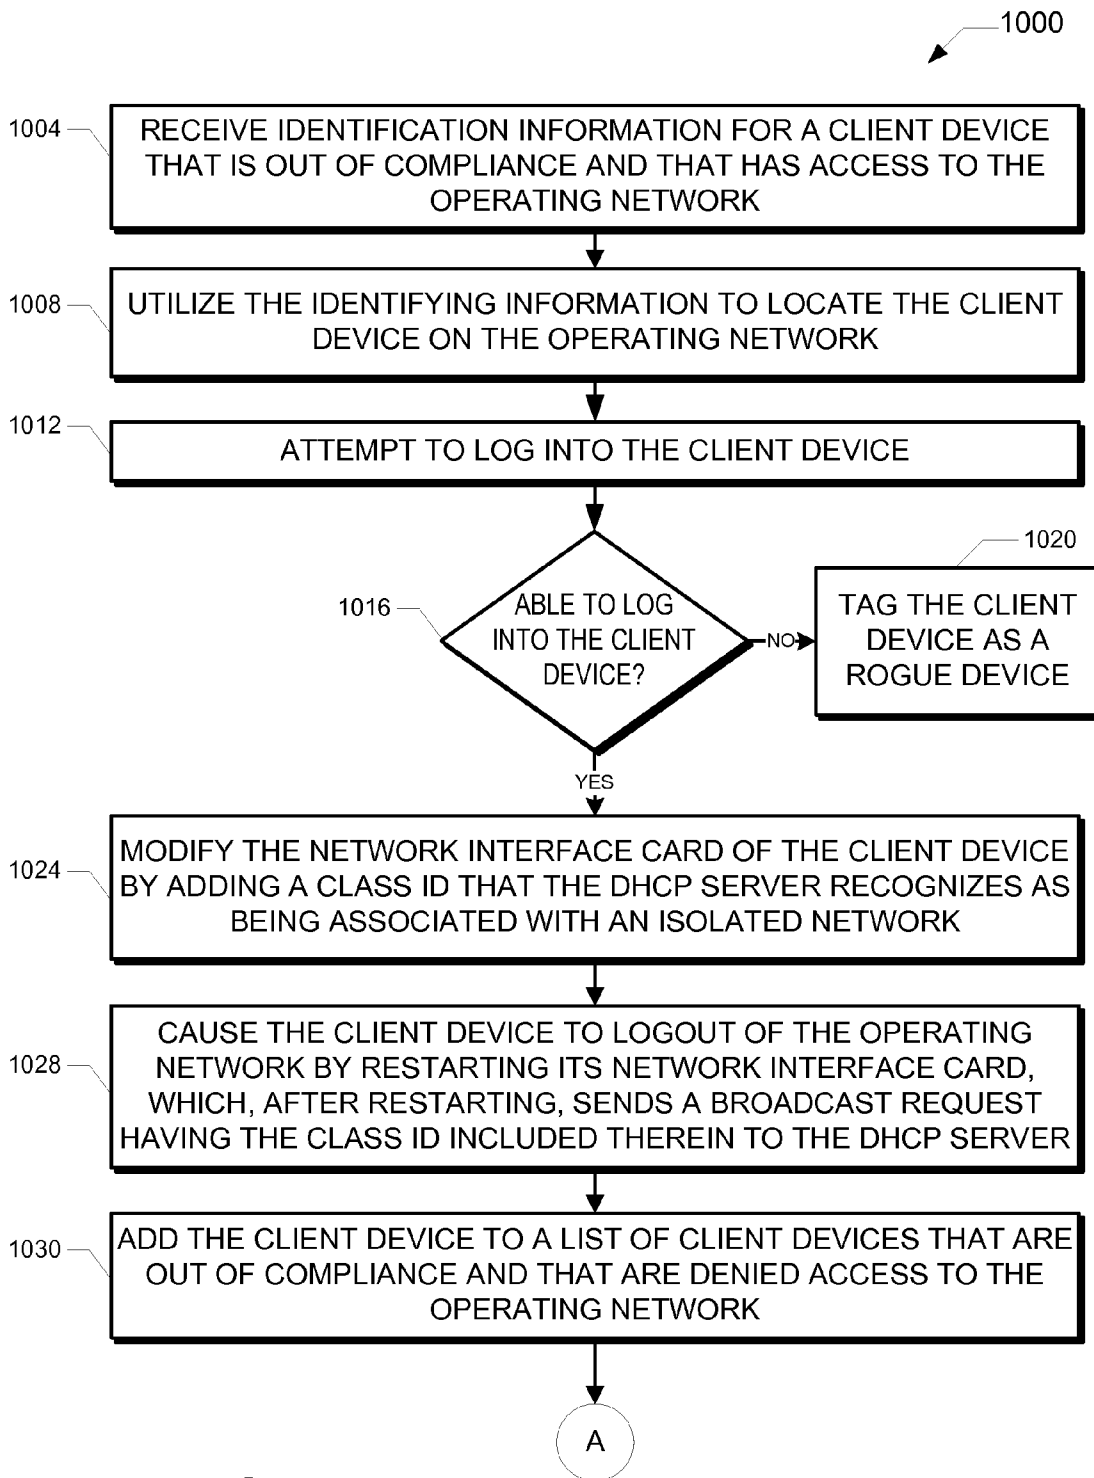 1000
1004
RECEIVE IDENTIFICATION INFORMATION FOR A CLIENT DEVICE
THAT IS OUT OF COMPLIANCE AND THAT HAS ACCESS TO THE
OPERATING NETWORK
1008
UTILIZE THE IDENTIFYING INFORMATION TO LOCATE THE CLIENT
DEVICE ON THE OPERATING NETWORK
1012
ATTEMPT TO LOG INTO THE CLIENT DEVICE
1016
ABLE TO LOG
INTO THE CLIENT
DEVICE?
NO
1020
TAG THE CLIENT
DEVICE AS A
ROGUE DEVICE
YES
1024
MODIFY THE NETWORK INTERFACE CARD OF THE CLIENT DEVICE
BY ADDING A CLASS ID THAT THE DHCP SERVER RECOGNIZES AS
BEING ASSOCIATED WITH AN ISOLATED NETWORK
1028
CAUSE THE CLIENT DEVICE TO LOGOUT OF THE OPERATING
NETWORK BY RESTARTING ITS NETWORK INTERFACE CARD,
WHICH, AFTER RESTARTING, SENDS A BROADCAST REQUEST
HAVING THE CLASS ID INCLUDED THEREIN TO THE DHCP SERVER
1030
ADD THE CLIENT DEVICE TO A LIST OF CLIENT DEVICES THAT ARE
OUT OF COMPLIANCE AND THAT ARE DENIED ACCESS TO THE
OPERATING NETWORK
A